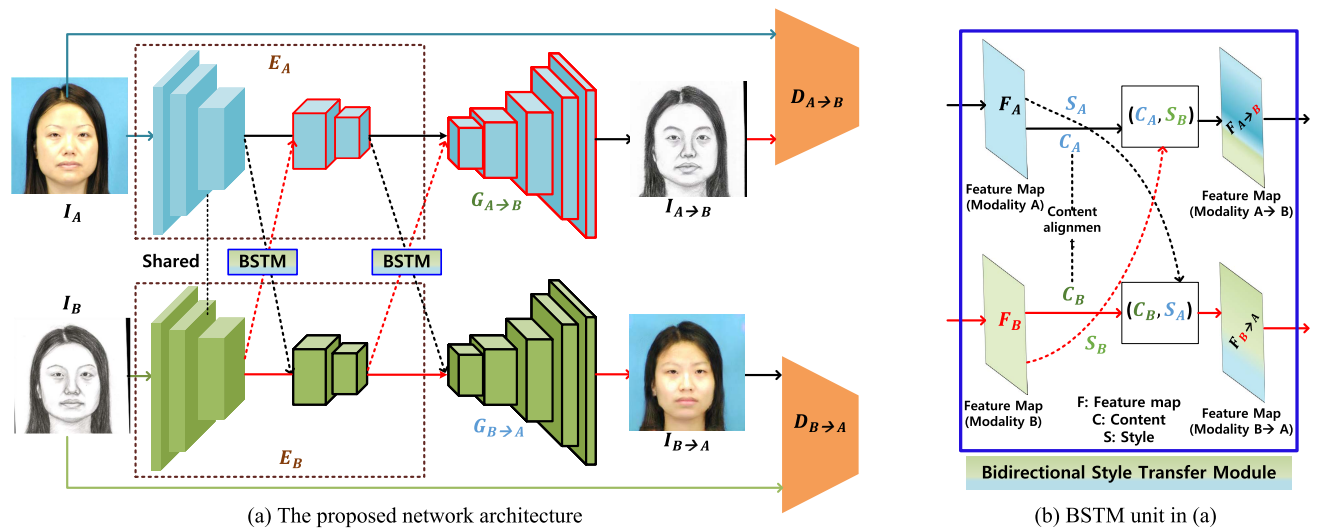 E_A
D_{A→B}
I_A
G_{A→B}
I_{A→B}
Shared
BSTM
BSTM
I_B
G_{B→A}
I_{B→A}
D_{B→A}
E_B
(a) The proposed network architecture
F_A
S_A
C_A
(C_A, S_B)
F_{A→B}
Feature Map
(Modality A)
Feature Map
(Modality A→ B)
Content
alignmen
C_B
F_B
(C_B, S_A)
F_{B→A}
S_B
Feature Map
(Modality B)
F: Feature map
C: Content
S: Style
Feature Map
(Modality B→ A)
Bidirectional Style Transfer Module
(b) BSTM unit in (a)